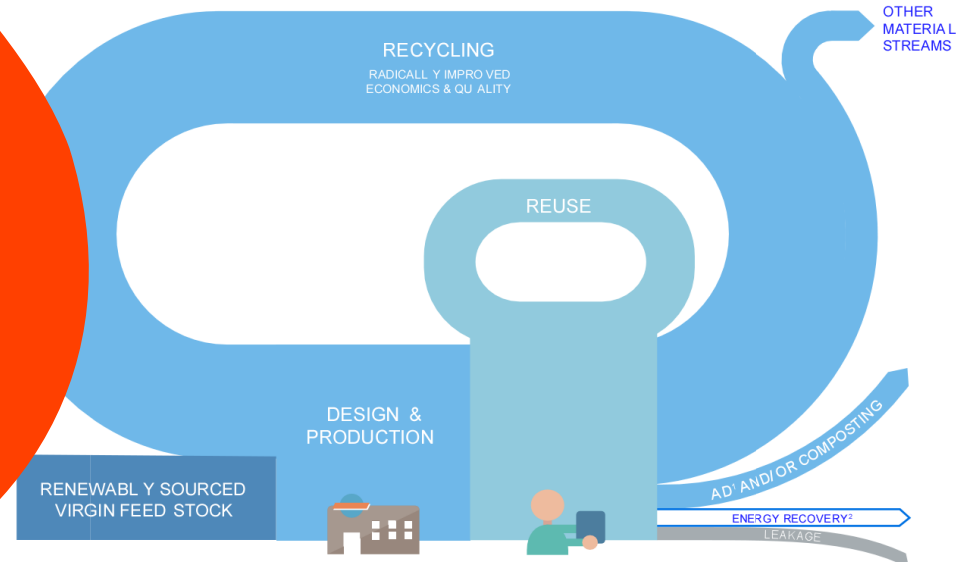 OTHER
MATERIAL
STREAMS
RECYCLING
RADICALL Y IMPRO VED
ECONOMICS & QU ALITY
REUSE
DESIGN &
PRODUCTION
RENEWABL Y SOURCED
VIRGIN FEED STOCK
AD¹ AND/OR COMPOSTING
ENERGY RECOVERY²
LEAKAGE